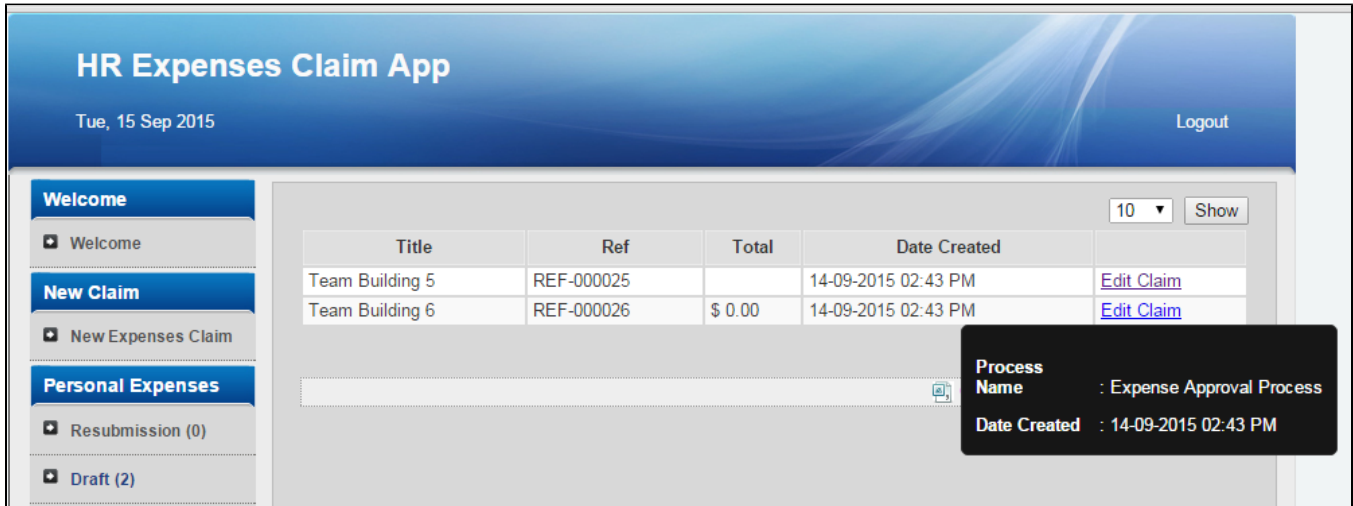 HR Expenses Claim App
Tue, 15 Sep 2015
Logout
Welcome
Welcome
New Claim
New Expenses Claim
Personal Expenses
Resubmission (0)
Draft (2)
10 Show
Title Ref Total Date Created
Team Building 5 REF-000025 14-09-2015 02:43 PM Edit Claim
Team Building 6 REF-000026 $ 0.00 14-09-2015 02:43 PM Edit Claim
Process
Name : Expense Approval Process
Date Created : 14-09-2015 02:43 PM